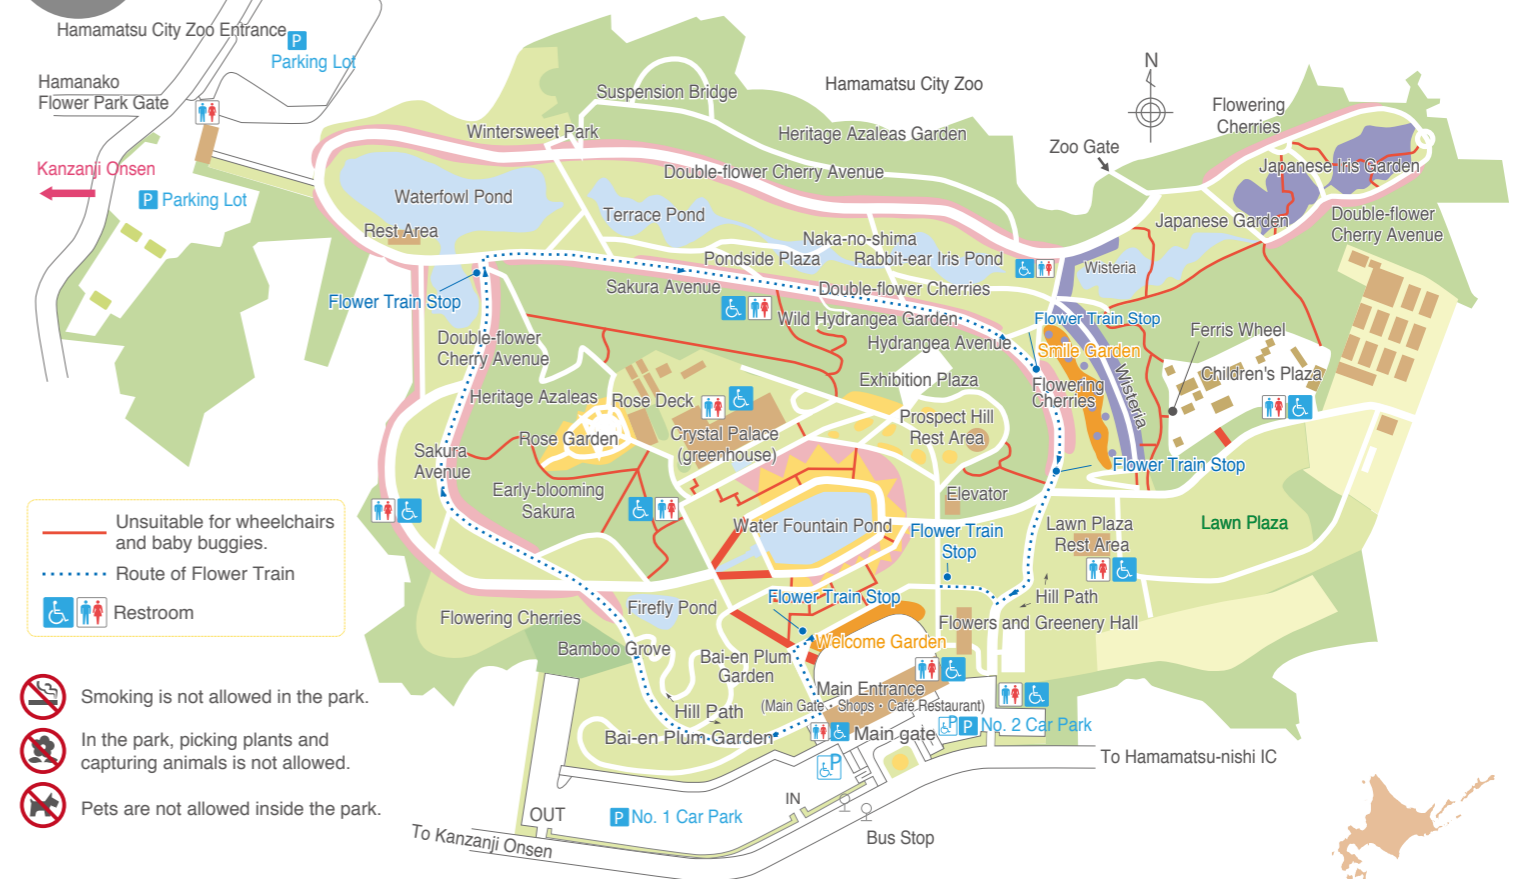 Hamamatsu City Zoo Entrance
P
Parking Lot
Hamanako
Flower Park Gate
Kanzanji Onsen
P Parking Lot
Suspension Bridge
Hamamatsu City Zoo
Wintersweet Park
Heritage Azaleas Garden
Double-flower Cherry Avenue
N
Zoo Gate
Flowering
Cherries
Japanese Iris Garden
Japanese Garden
Double-flower
Cherry Avenue
Waterfowl Pond
Rest Area
Terrace Pond
Naka-no-shima
Pondside Plaza
Rabbit-ear Iris Pond
Wisteria
Flower Train Stop
Sakura Avenue
Double-flower Cherries
Wild Hydrangea Garden
Hydrangea Avenue
Flower Train Stop
Smile Garden
Ferris Wheel
Children's Plaza
Double-flower
Cherry Avenue
Heritage Azaleas
Rose Deck
Exhibition Plaza
Flowering
Cherries
Wisteria
Rose Garden
Crystal Palace
(greenhouse)
Prospect Hill
Rest Area
Sakura
Avenue
Early-blooming
Sakura
Elevator
Flower Train Stop
Water Fountain Pond
Flower Train
Stop
Lawn Plaza
Rest Area
Lawn Plaza
Unsuitable for wheelchairs
and baby buggies.
Route of Flower Train
Restroom
Flowering Cherries
Firefly Pond
Flower Train Stop
Hill Path
Flowers and Greenery Hall
Welcome Garden
Bamboo Grove
Bai-en Plum
Garden
Main Entrance
(Main Gate・Shops・Cafe.Restaurant)
Hill Path
Bai-en Plum Garden
Main gate
P P No. 2 Car Park
P
Smoking is not allowed in the park.
In the park, picking plants and
capturing animals is not allowed.
Pets are not allowed inside the park.
To Hamamatsu-nishi IC
IN
OUT
P No. 1 Car Park
Bus Stop
To Kanzanji Onsen